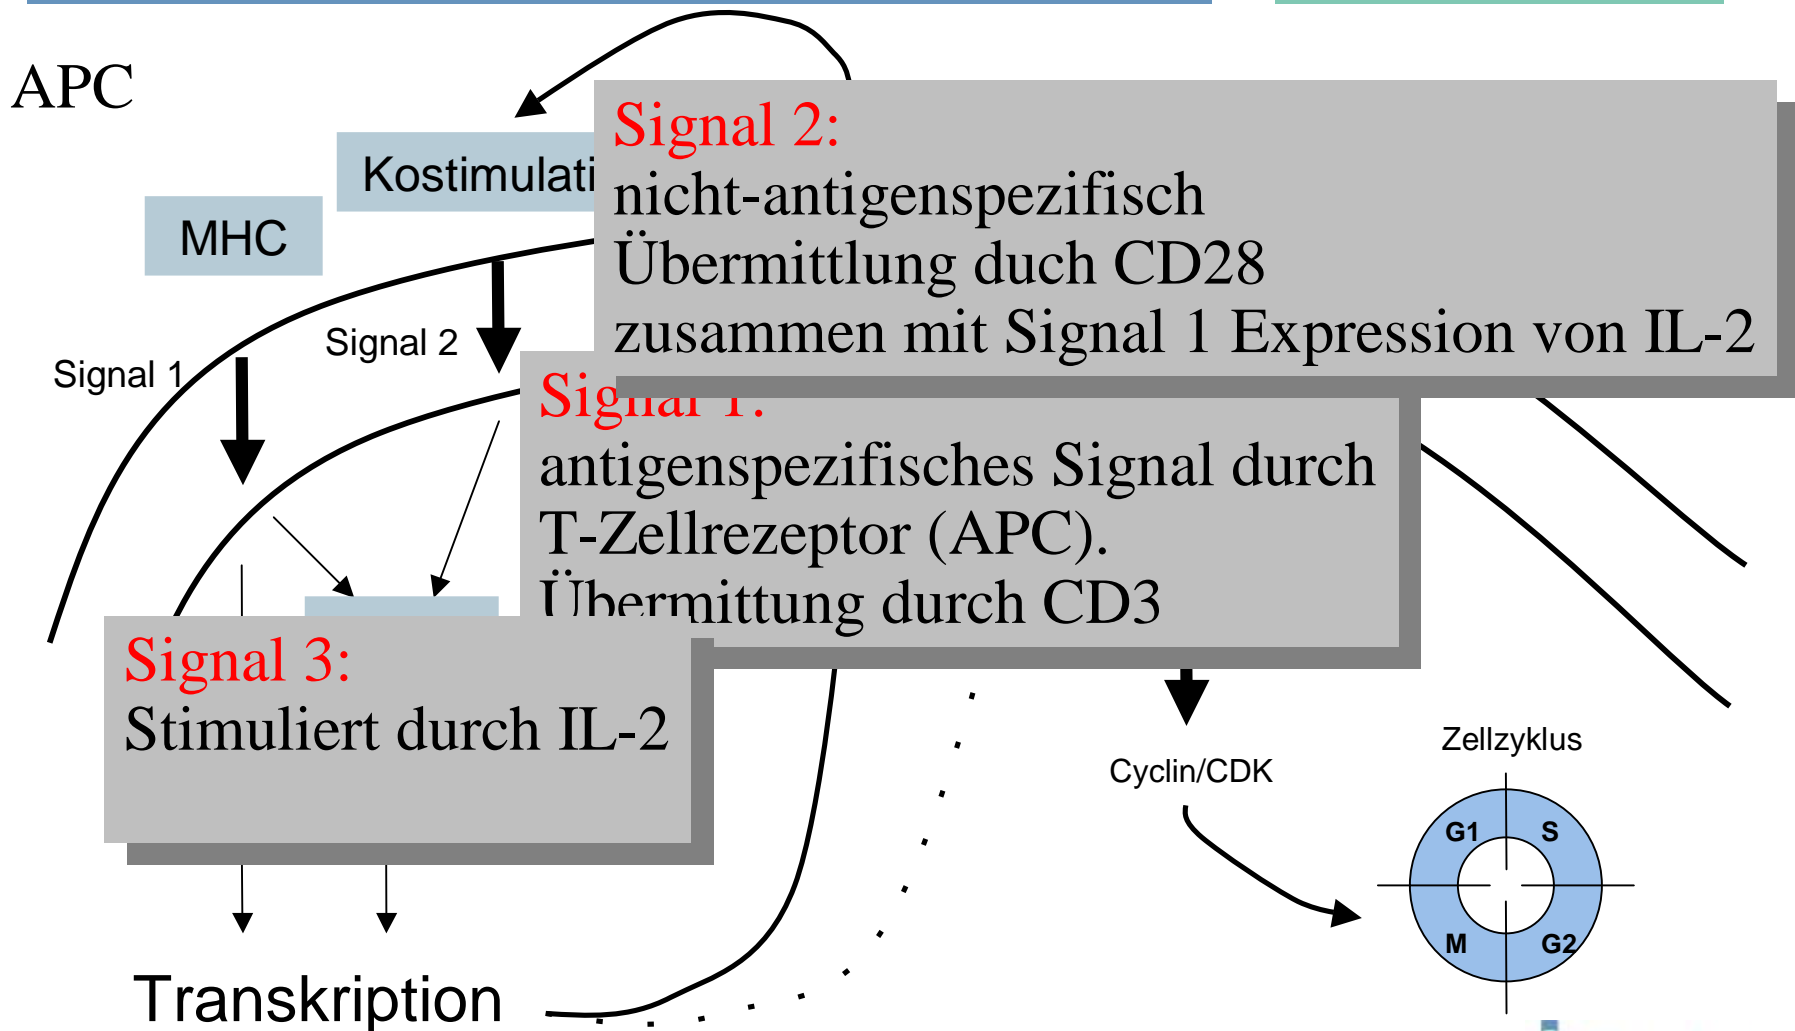 APC
Kostimulati
MHC
Signal 1
Signal 2
Signal 2:
nicht-antigenspezifisch
Übermittlung duch CD28
zusammen mit Signal 1 Expression von IL-2
Signal 1:
antigenspezifisches Signal durch
T-Zellrezeptor (APC).
Übermittung durch CD3
Signal 3:
Stimuliert durch IL-2
Cyclin/CDK
Zellzyklus
G1
S
M
G2
Transkription